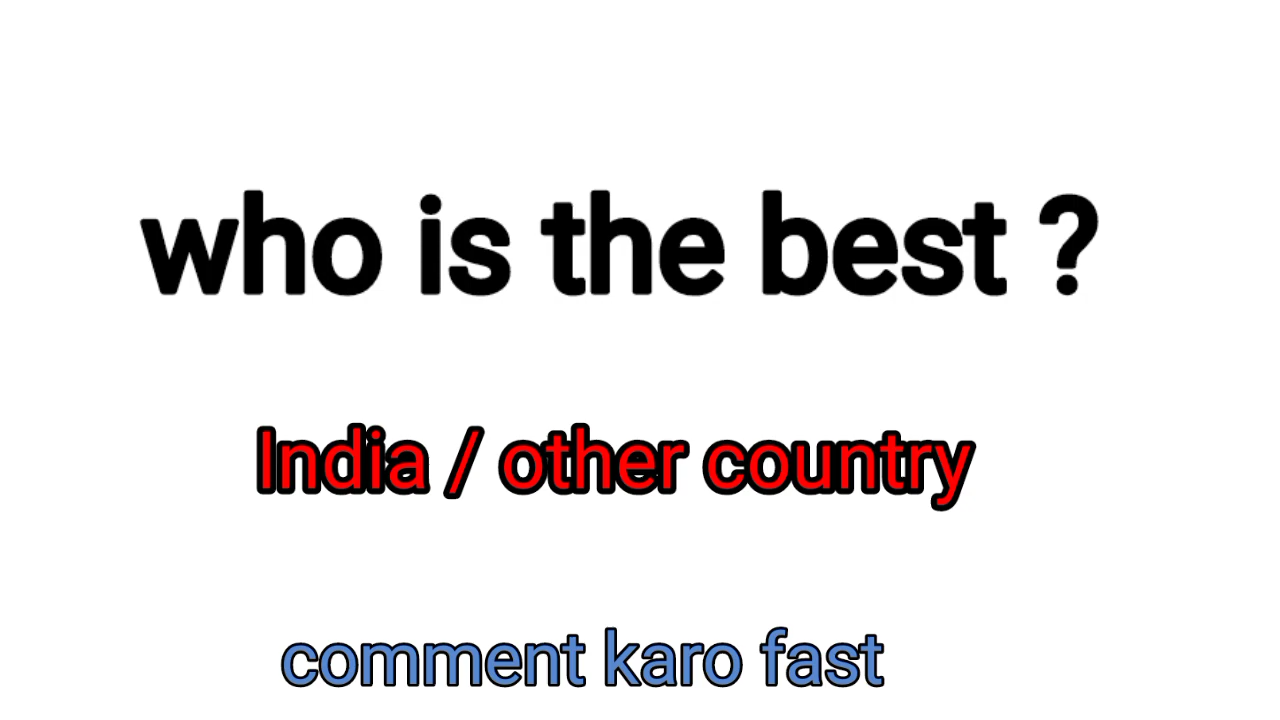 who is the best ?
India / other country
comment karo fast